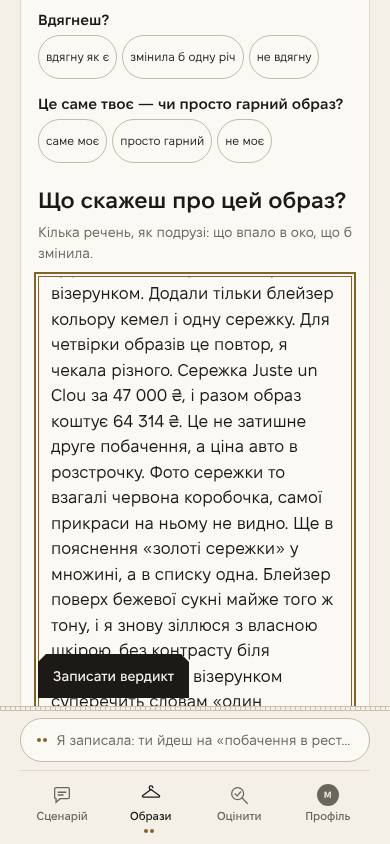 Вдягнеш?
вдягну як є
змінила б одну річ
не вдягну
Це саме твоє — чи просто гарний образ?
саме моє
просто гарний
не моє
Що скажеш про цей образ?
Кілька речень, як подрузі: що впало в око, що б
змінила.
візерунком. Додали тільки блейзер
кольору кемел і одну сережку. Для
четвірки образів це повтор, я
чекала різного. Сережка Juste un
Clou за 47 000 ₴, і разом образ
коштує 64 314 ₴. Це не затишне
друге побачення, а ціна авто в
розстрочку. Фото сережки то
взагалі червона коробочка, самої
прикраси на ньому не видно. Ще в
пояснення «золоті сережки» у
множині, а в списку одна. Блейзер
поверх бежевої сукні майже того ж
тону, і я знову зіллюся з власною
шкірою, без контрасту біля
візерунком
суперечить словам «один
Записати вердикт
Я записала: ти йдеш на «побачення в рест...
Сценарій
Образи
Оцінити
М
Профіль